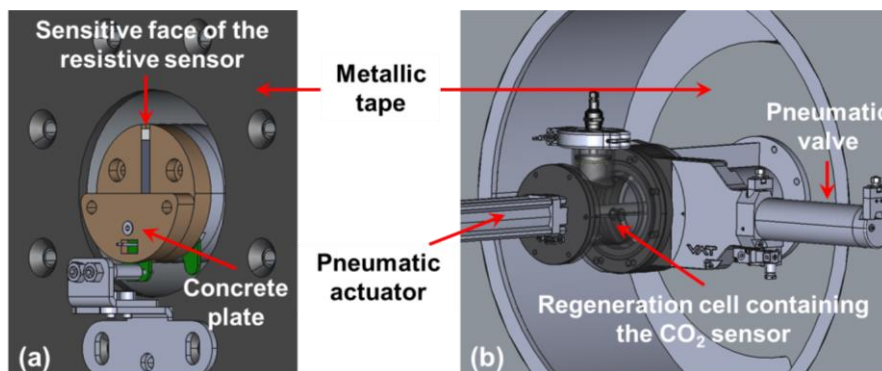 Sensitive face of the
resistive sensor
Metallic
tape
Pneumatic
valve
VAT
Concrete
plate
Pneumatic
actuator
Regeneration cell containing
the CO₂ sensor
(a)
(b)